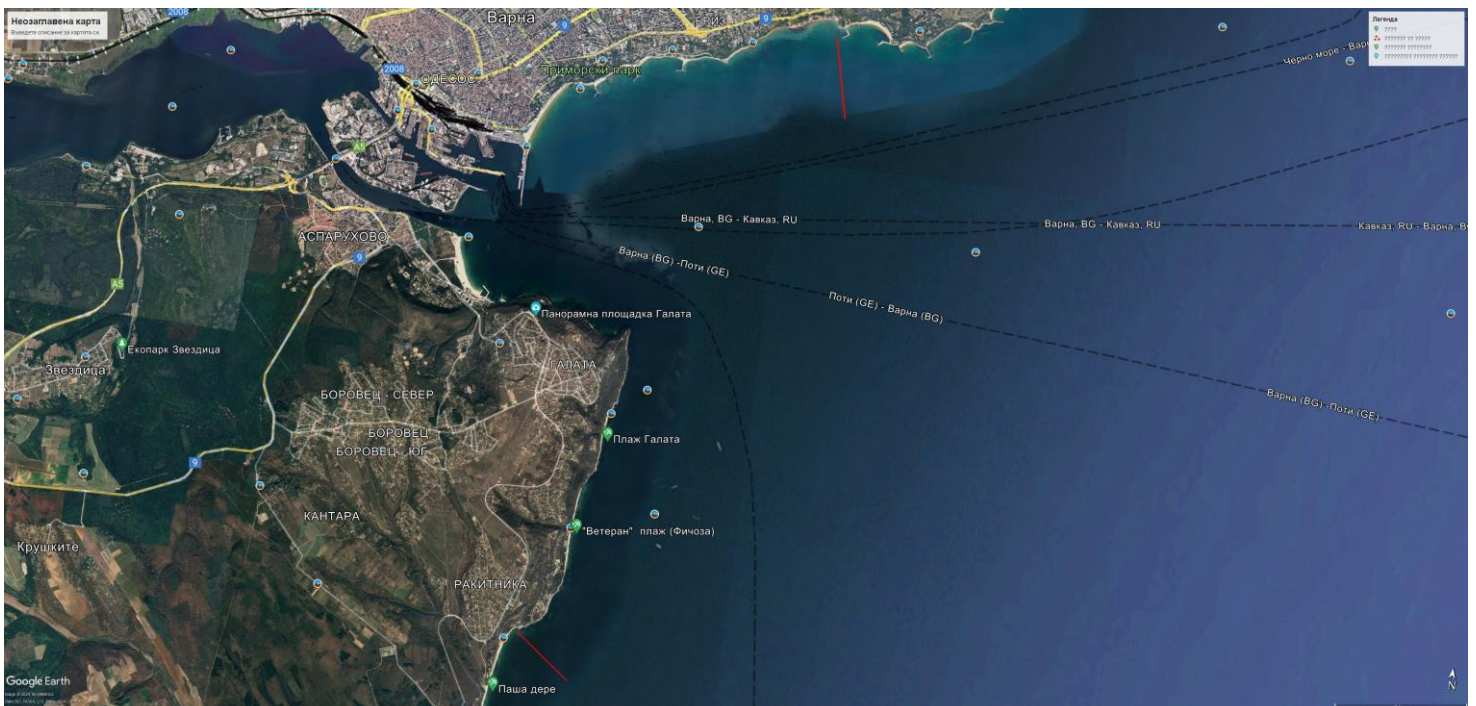 Неозаглавена карта
Въведете описание за картата си.
2008
Варна
9
БРИЗ
9
Легенда
????
??????? ?? ?????
??????? ????????
?????????? ???????? ??????
Черно море - Варн
2008
ОДЕСОС
Приморски парк
A5
Варна, BG - Кавказ, RU
Варна, BG - Кавказ, RU
Кавказ, RU - Варна, B
АСПАРУХОВО
9
Варна (BG) -Поти (GE)
A5
Поти (GE) - Варна (BG)
Панорамна площадка Галата
Екопарк Звездица
Звездица
ГАЛАТА
БОРОВЕЦ - СЕВЕР
Варна (BG) -Поти (GE)
БОРОВЕЦ
Плаж Галата
БОРОВЕЦ - ЮГ
9
КАНТАРА
"Ветеран" плаж (Фичоза)
Крушките
РАКИТНИКА
Google Earth
Паша дере
N